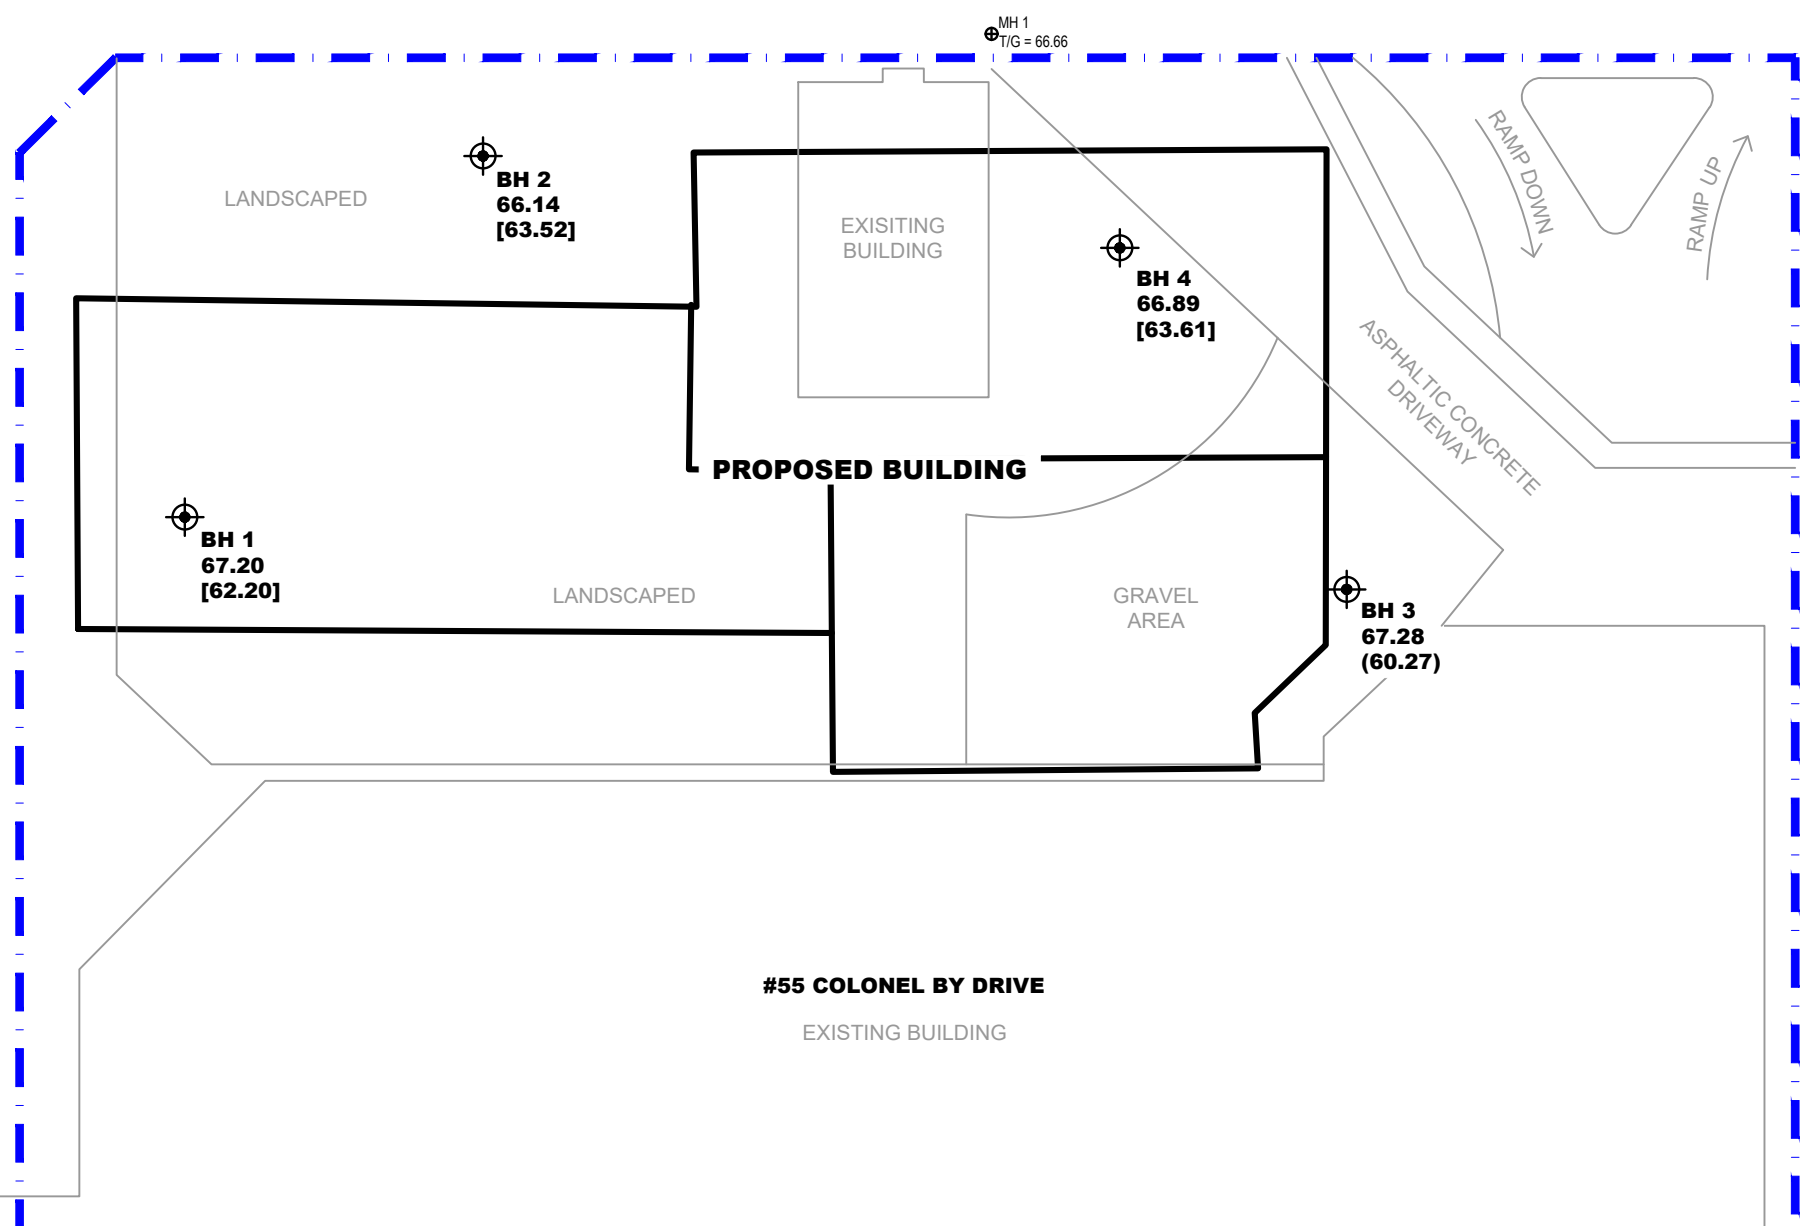 MH 1
T/G = 66.66
BH 2
66.14
[63.52]
LANDSCAPED
EXISITING
BUILDING
BH 4
66.89
[63.61]
RAMP DOWN
RAMP UP
ASPHALTIC CONCRETE
DRIVEWAY
PROPOSED BUILDING
BH 1
67.20
[62.20]
LANDSCAPED
GRAVEL
AREA
BH 3
67.28
(60.27)
#55 COLONEL BY DRIVE
EXISTING BUILDING